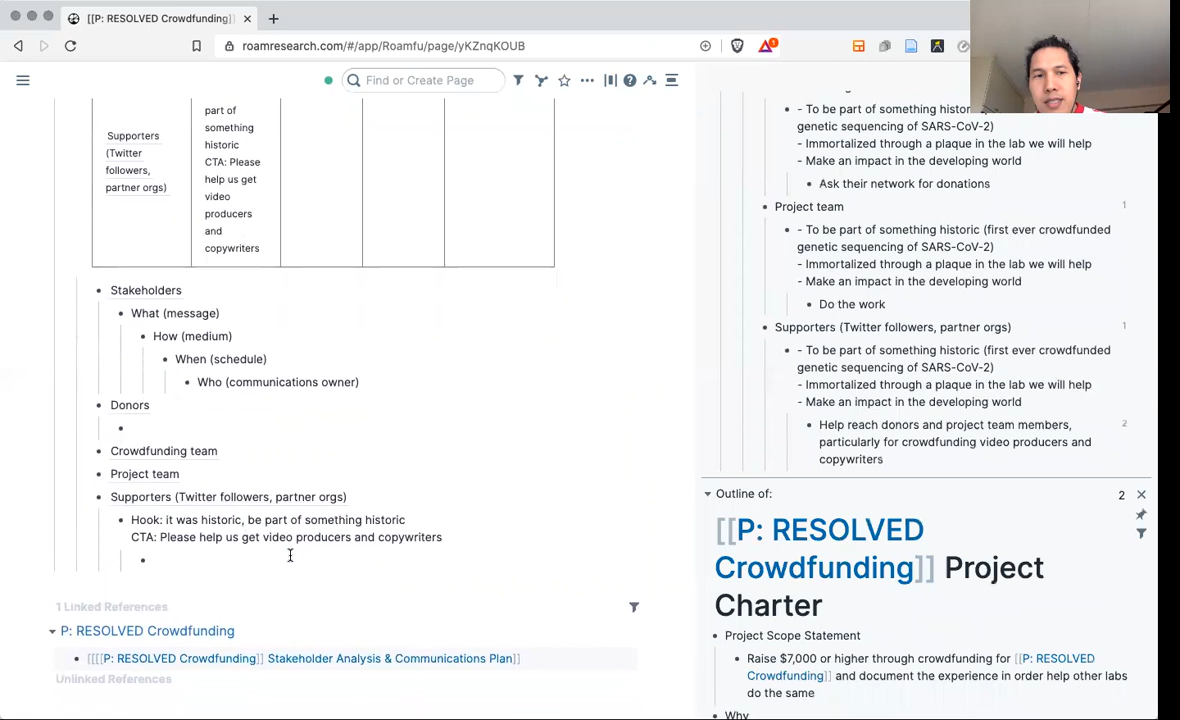 [[P: RESOLVED Crowdfunding]]
roamresearch.com/#/app/Roamfu/page/yKZnqKOUB
1
Find or Create Page
part of
something
historic
CTA: Please
help us get
video
producers
and
copywriters
Supporters
(Twitter
followers,
partner orgs)
Stakeholders
What (message)
How (medium)
When (schedule)
Who (communications owner)
Donors
Crowdfunding team
Project team
Supporters (Twitter followers, partner orgs)
Hook: it was historic, be part of something historic
CTA: Please help us get video producers and copywriters
1 Linked References
P: RESOLVED Crowdfunding
[[[[P: RESOLVED Crowdfunding]] Stakeholder Analysis & Communications Plan]]
Unlinked References
- To be part of something
genetic sequencing of SARS-CoV-2)
- Immortalized through a plaque in the lab we will help
- Make an impact in the developing world
Ask their network for donations
Project team 1
- To be part of something historic (first ever crowdfunded
genetic sequencing of SARS-CoV-2)
- Immortalized through a plaque in the lab we will help
- Make an impact in the developing world
Do the work
Supporters (Twitter followers, partner orgs) 1
- To be part of something historic (first ever crowdfunded
genetic sequencing of SARS-CoV-2)
- Immortalized through a plaque in the lab we will help
- Make an impact in the developing world
Help reach donors and project team members, 2
particularly for crowdfunding video producers and
copywriters
Outline of: 2
[[P: RESOLVED
Crowdfunding]] Project
Charter
Project Scope Statement
Raise $7,000 or higher through crowdfunding for [[P: RESOLVED
Crowdfunding]] and document the experience in order help other labs
do the same
Why